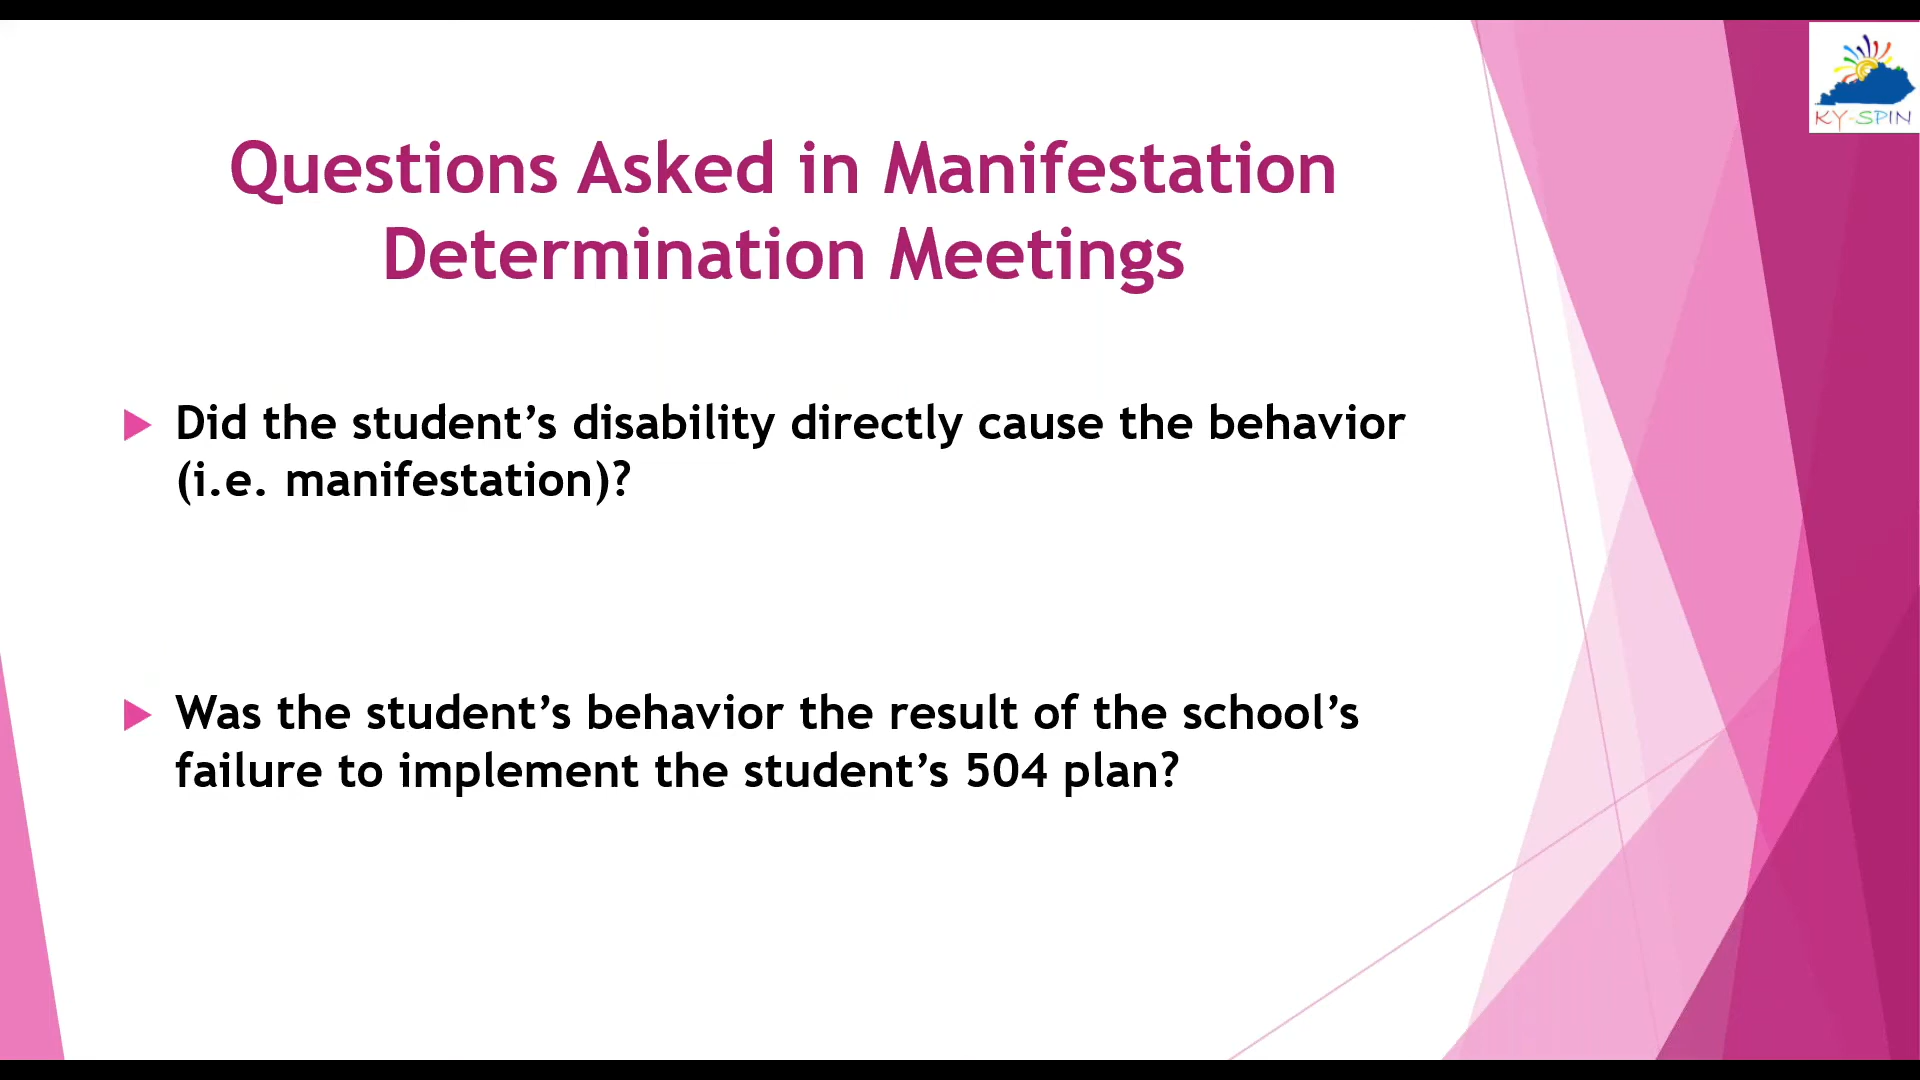 KY-SPIN
Questions Asked in Manifestation
Determination Meetings
Did the student’s disability directly cause the behavior
(i.e. manifestation)?
Was the student’s behavior the result of the school’s
failure to implement the student’s 504 plan?